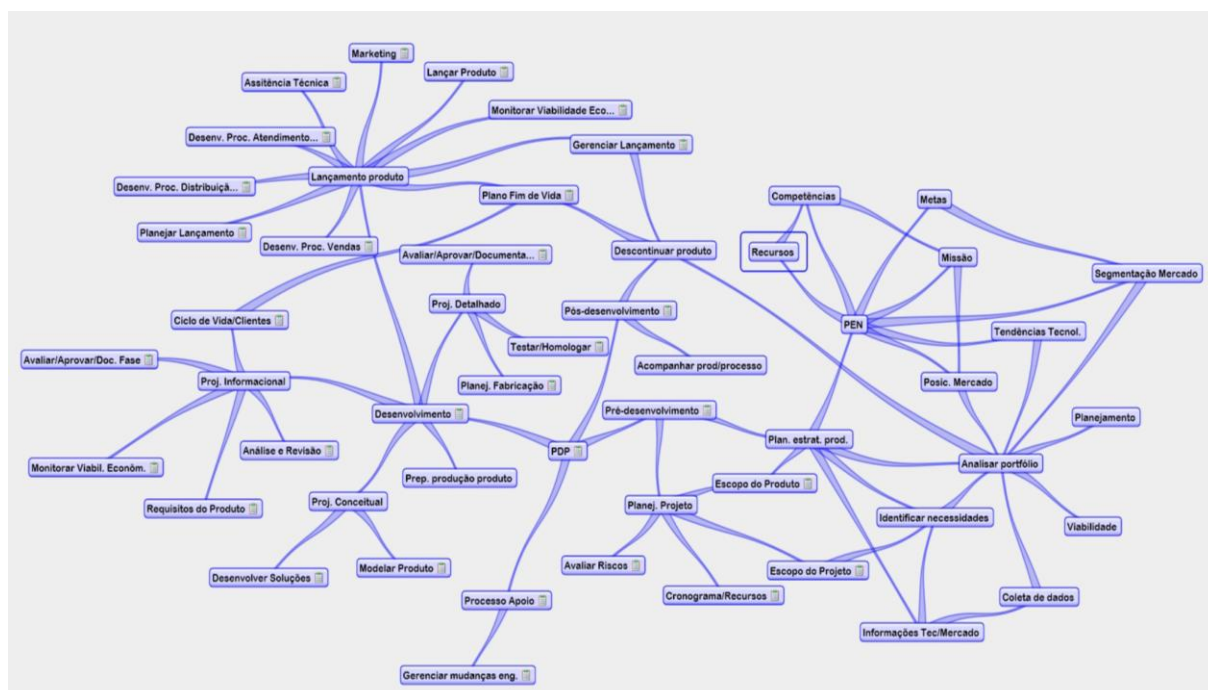 Marketing
Lançar Produto
Assitência Técnica
Monitorar Viabilidade Eco...
Desenv. Proc. Atendimento...
Gerenciar Lançamento
Lançamento produto
Desenv. Proc. Distribuiçã...
Plano Fim de Vida
Competências
Metas
Planejar Lançamento
Desenv. Proc. Vendas
Avaliar/Aprovar/Documenta...
Descontinuar produto
Recursos
Missão
Segmentação Mercado
Proj. Detalhado
Pós-desenvolvimento
Ciclo de Vida/Clientes
PEN
Tendências Tecnol.
Testar/Homologar
Avaliar/Aprovar/Doc. Fase
Acompanhar prod/processo
Proj. Informacional
Planej. Fabricação
Posic. Mercado
Desenvolvimento
Pré-desenvolvimento
Planejamento
Plan. estrat. prod.
Análise e Revisão
PDP
Analisar portfólio
Monitorar Viabil. Econôm.
Prep. produção produto
Escopo do Produto
Requisitos do Produto
Proj. Conceitual
Planej. Projeto
Identificar necessidades
Viabilidade
Desenvolver Soluções
Modelar Produto
Avaliar Riscos
Escopo do Projeto
Processo Apoio
Cronograma/Recursos
Coleta de dados
Informações Tec/Mercado
Gerenciar mudanças eng.